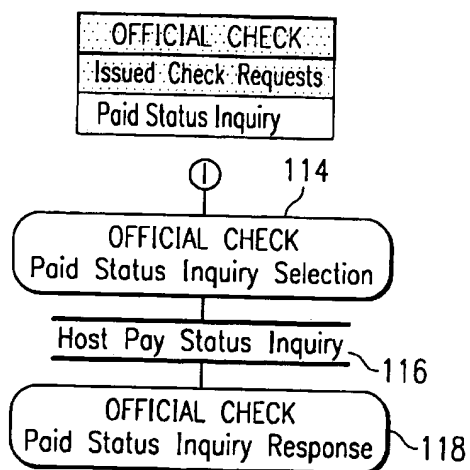 OFFICIAL CHECK
Issued Check Requests
Paid Status Inquiry
I
114
OFFICIAL CHECK
Paid Status Inquiry Selection
Host Pay Status Inquiry
116
OFFICIAL CHECK
Paid Status Inquiry Response
118